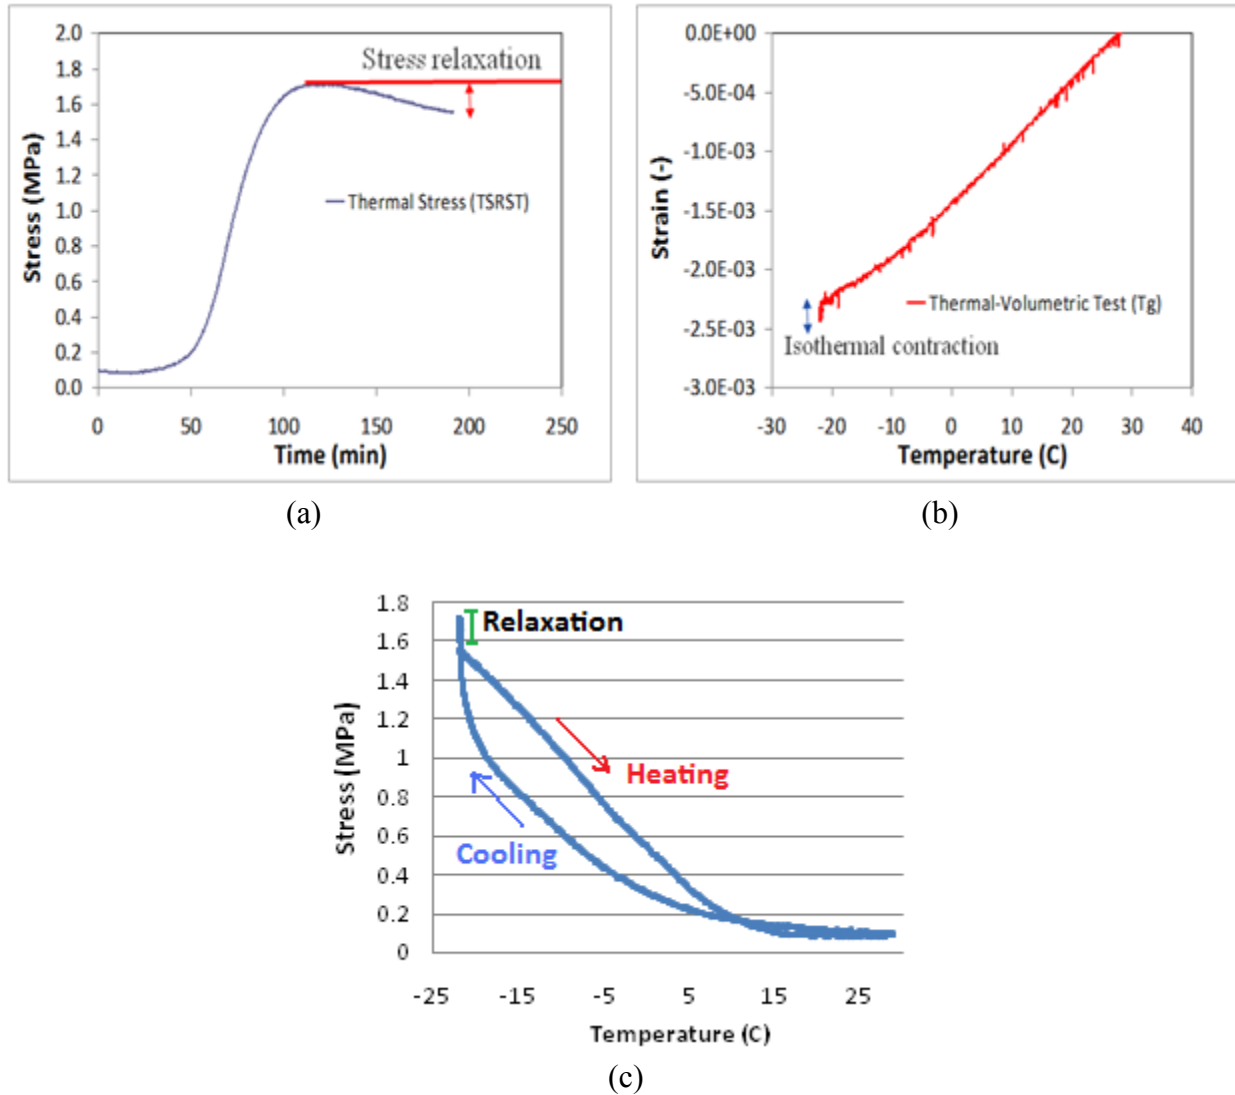 2.0
1.8
1.6
1.4
1.2
1.0
0.8
0.6
0.4
0.2
0.0
Stress (MPa)
Stress relaxation
Thermal Stress (TSRST)
0 50 100 150 200 250
Time (min)
(a)
0.0E+00
-5.0E-04
-1.0E-03
-1.5E-03
-2.0E-03
-2.5E-03
-3.0E-03
Strain (-)
Thermal-Volumetric Test (Tg)
Isothermal contraction
-30 -20 -10 0 10 20 30 40
Temperature (C)
(b)
1.8
1.6
1.4
1.2
1
0.8
0.6
0.4
0.2
0
Stress (MPa)
Relaxation
Heating
Cooling
-25 -15 -5 5 15 25
Temperature (C)
(c)